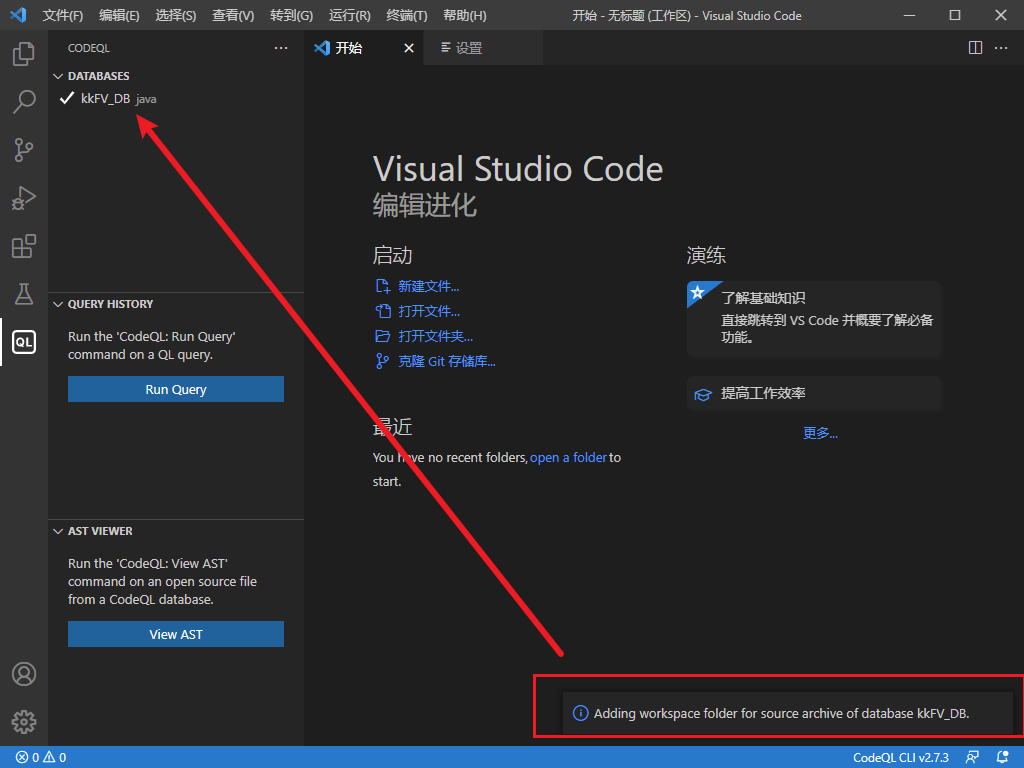 文件(F) 编辑(E) 选择(S) 查看(V) 转到(G) 运行(R) 终端(T) 帮助(H) 开始 - 无标题 (工作区) - Visual Studio Code
CODEQL
开始
设置
DATABASES
kkFV_DB java
Visual Studio Code
编辑进化
启动
新建文件...
打开文件...
打开文件夹...
克隆 Git 存储库...
最近
You have no recent folders, open a folder to
start.
演练
了解基础知识
直接跳转到 VS Code 并概要了解必备
功能。
提高工作效率
更多...
QUERY HISTORY
Run the 'CodeQL: Run Query'
command on a QL query.
Run Query
QL
AST VIEWER
Run the 'CodeQL: View AST'
command on an open source file
from a CodeQL database.
View AST
Adding workspace folder for source archive of database kkFV_DB.
0 0
CodeQL CLI v2.7.3